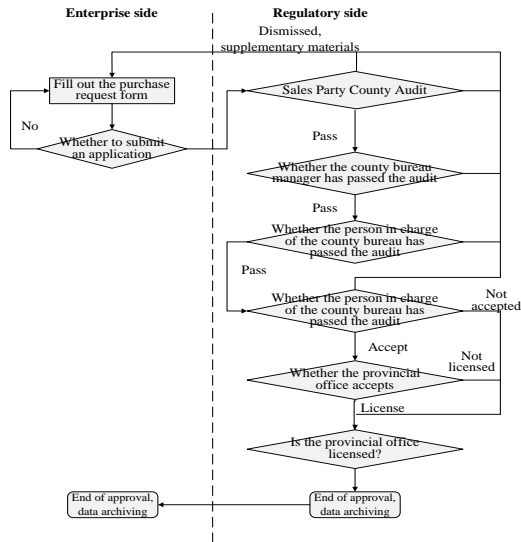 Enterprise side
Regulatory side
Dismissed,
supplementary materials
Fill out the purchase
request form
Sales Party County Audit
No
Whether to submit
an application
Pass
Whether the county bureau
manager has passed the audit
Pass
Whether the person in charge
of the county bureau has
passed the audit
Pass
Whether the person in charge
of the county bureau has
passed the audit
Not
accepted
Accept
Not
licensed
Whether the provincial
office accepts
License
Is the provincial office
licensed?
End of approval,
data archiving
End of approval,
data archiving